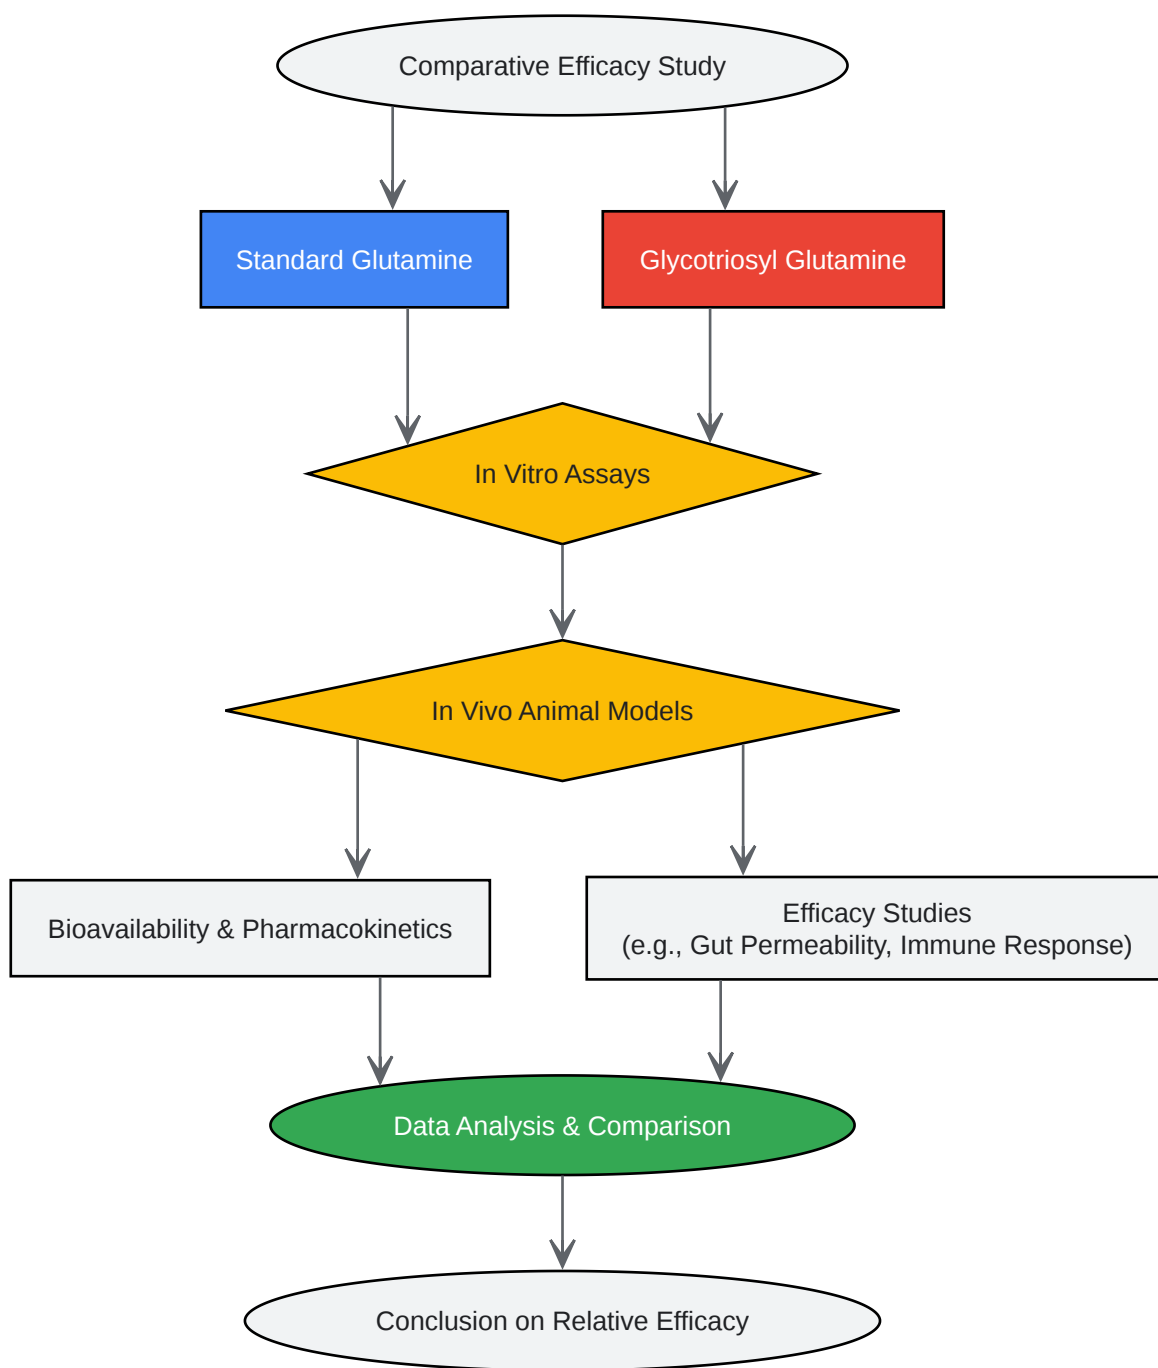 Comparative Efficacy Study
Standard Glutamine
Glycotriosyl Glutamine
In Vitro Assays
In Vivo Animal Models
Bioavailability & Pharmacokinetics
Efficacy Studies
(e.g., Gut Permeability, Immune Response)
Data Analysis & Comparison
Conclusion on Relative Efficacy